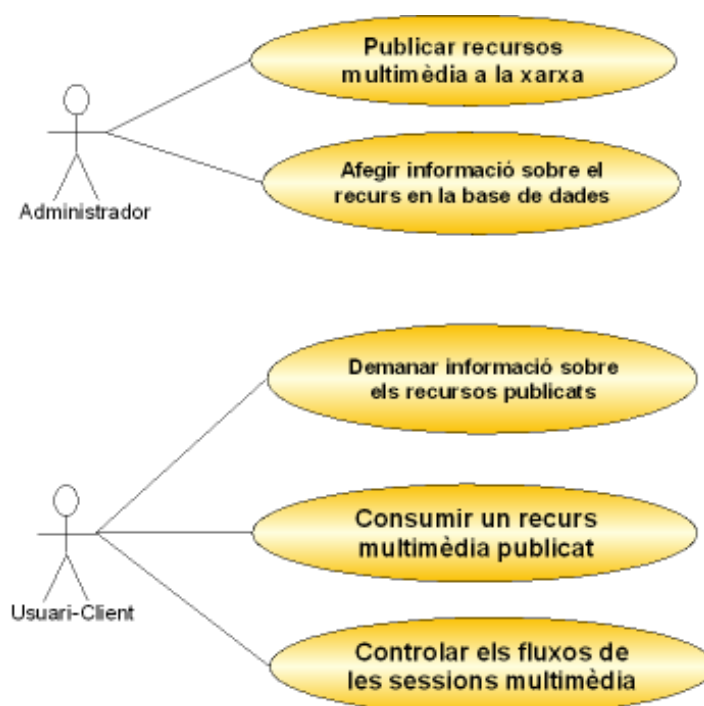 Publicar recursos
multimèdia a la xarxa
Afegir informació sobre el
recurs en la base de dades
Administrador
Demanar informació sobre
els recursos publicats
Consumir un recurs
multimèdia publicat
Usuari-Client
Controlar els fluxos de
les sessions multimèdia